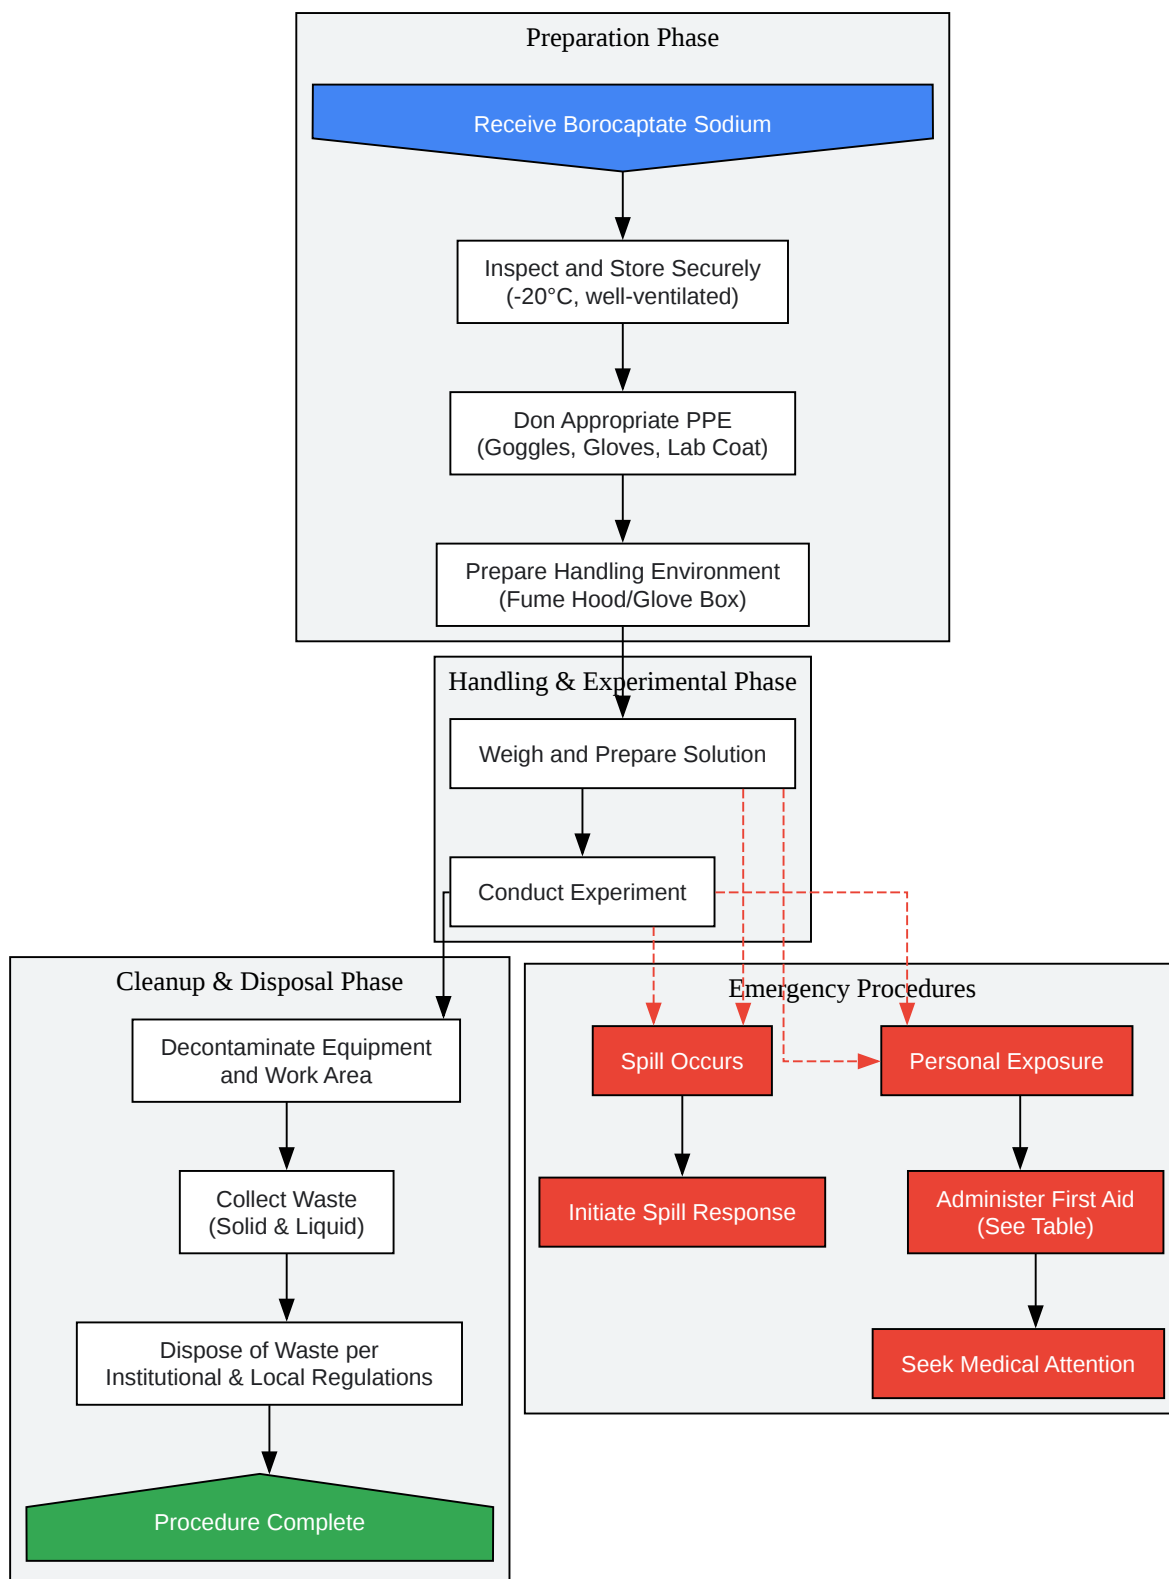 Preparation Phase
Receive Borocaptate Sodium
Inspect and Store Securely
(-20°C, well-ventilated)
Don Appropriate PPE
(Goggles, Gloves, Lab Coat)
Prepare Handling Environment
(Fume Hood/Glove Box)
Handling & Experimental Phase
Weigh and Prepare Solution
Conduct Experiment
Cleanup & Disposal Phase
Decontaminate Equipment
and Work Area
Collect Waste
(Solid & Liquid)
Dispose of Waste per
Institutional & Local Regulations
Procedure Complete
Emergency Procedures
Spill Occurs
Initiate Spill Response
Personal Exposure
Administer First Aid
(See Table)
Seek Medical Attention